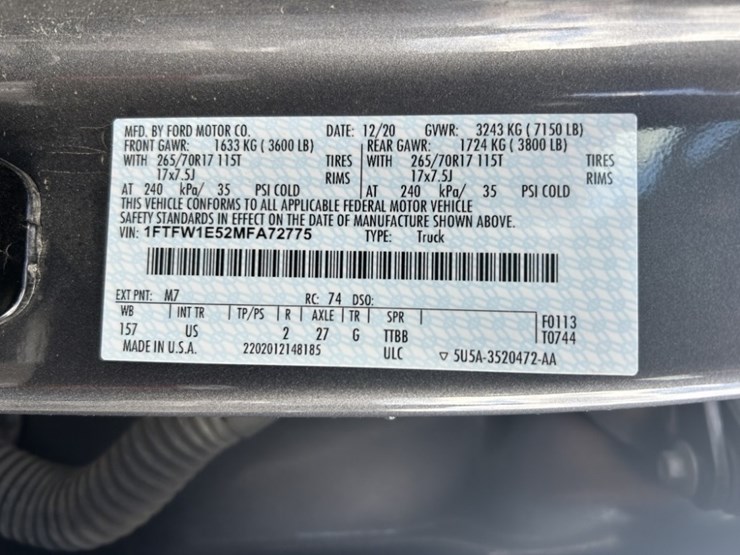 MFD. BY FORD MOTOR CO. DATE: 12/20 GVWR: 3243 KG ( 7150 LB)
FRONT GAWR: 1633 KG ( 3600 LB) REAR GAWR: 1724 KG ( 3800 LB)
WITH 265/70R17 115T TIRES WITH 265/70R17 115T TIRES
17x7.5J RIMS 17x7.5J RIMS
AT 240 kPa/ 35 PSI COLD AT 240 kPa/ 35 PSI COLD
THIS VEHICLE CONFORMS TO ALL APPLICABLE FEDERAL MOTOR VEHICLE
SAFETY STANDARDS IN EFFECT ON THE DATE OF MANUFACTURE SHOWN ABOVE.
VIN: 1FTFW1E52MFA72775 TYPE: Truck
EXT PNT: M7 RC: 74 DSO:
WB INT TR TP/PS R AXLE TR SPR F0113
157 US 2 27 G TTBB T0744
MADE IN U.S.A. 2202012148185 ULC ▽ 5U5A-3520472-AA